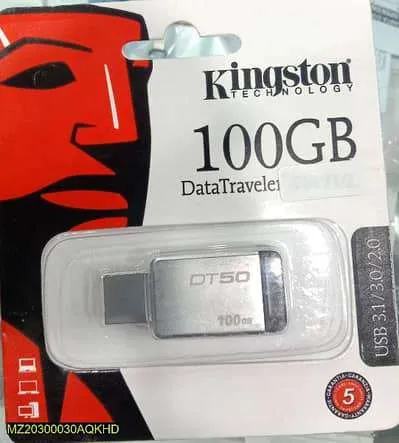 Kingston
TECHNOLOGY
100GB
DataTraveler
DT50
100GB
USB 3.1/3.0/2.0
5
MZ20300030AQKHD